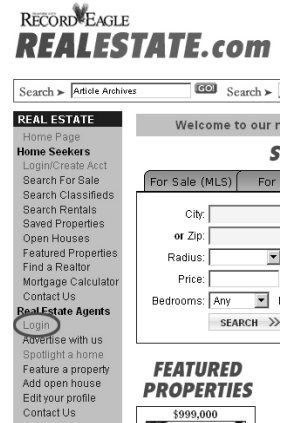 RECORD EAGLE
REALESTATE.com
Search ➤ Article Archives GO! Search ➤
REAL ESTATE
Home Page
Home Seekers
Login/Create Acct
Search For Sale
Search Classifieds
Search Rentals
Saved Properties
Open Houses
Featured Properties
Find a Realtor
Mortgage Calculator
Contact Us
Real Estate Agents
Login
Advertise with us
Spotlight a home
Feature a property
Add open house
Edit your profile
Contact Us
Welcome to our
S
For Sale (MLS) For
City:
or Zip:
Radius:
Price:
Bedrooms: Any
SEARCH >>
FEATURED
PROPERTIES
$999,000